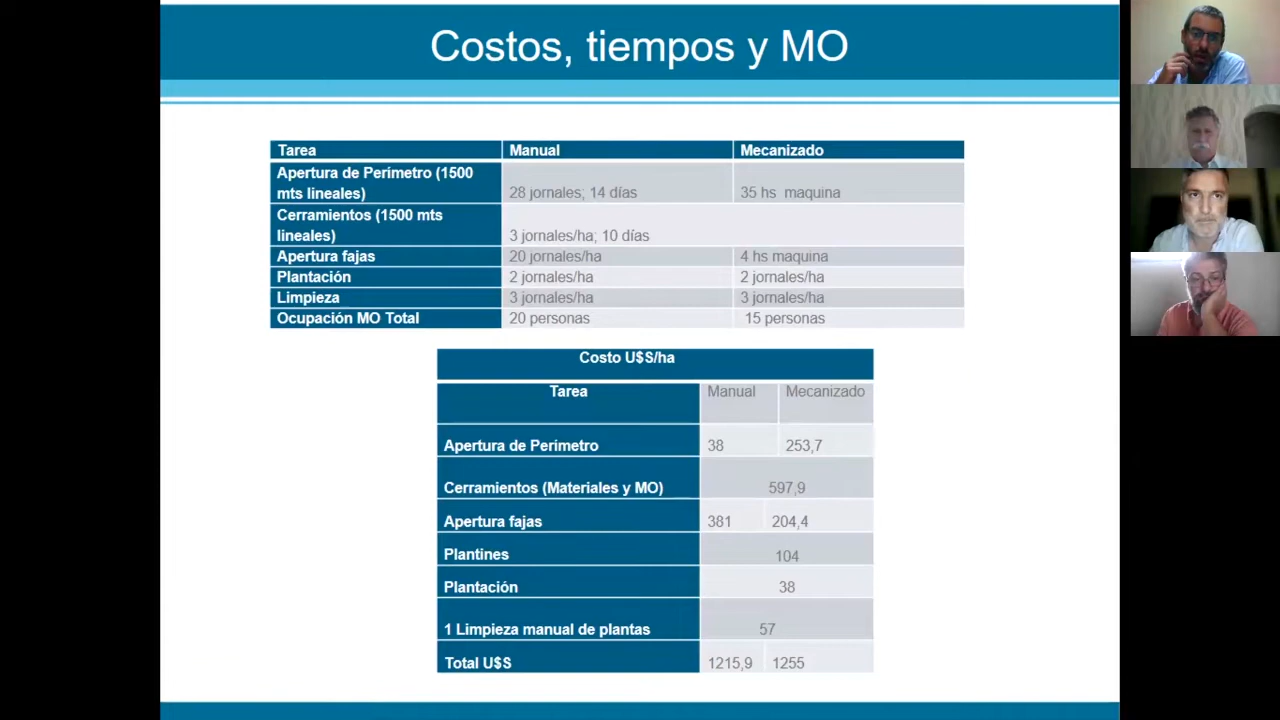 Costos, tiempos y MO
Tarea Manual Mecanizado
Apertura de Perímetro (1500
mts lineales) 28 jornales; 14 días 35 hs maquina
Cerramientos (1500 mts
lineales) 3 jornales/ha; 10 días
Apertura fajas 20 jornales/ha 4 hs maquina
Plantación 2 jornales/ha 2 jornales/ha
Limpieza 3 jornales/ha 3 jornales/ha
Ocupación MO Total 20 personas 15 personas
Costo U$S/ha
Tarea Manual Mecanizado
Apertura de Perimetro 38 253,7
Cerramientos (Materiales y MO) 597,9
Apertura fajas 381 204,4
Plantines 104
Plantación 38
1 Limpieza manual de plantas 57
Total U$S 1215,9 1255